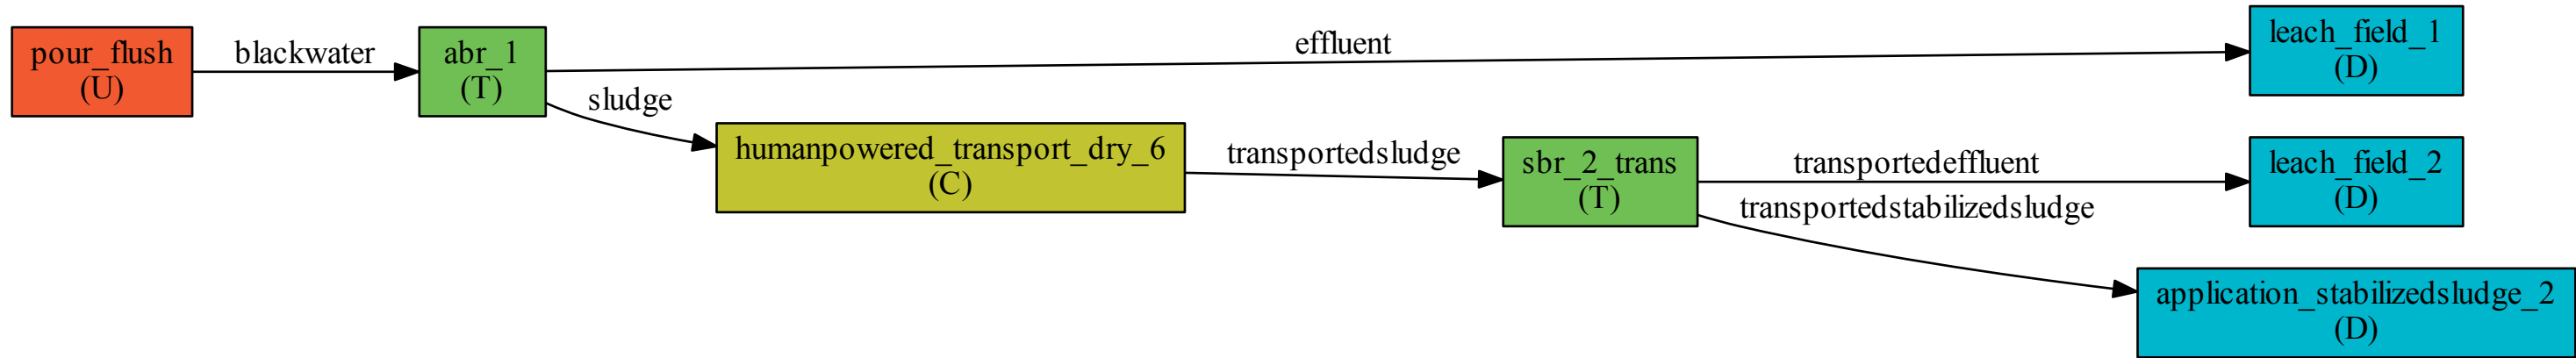 pour_flush
(U)
blackwater
abr_1
(T)
effluent
leach_field_1
(D)
sludge
humanpowered_transport_dry_6
(C)
transportedsludge
sbr_2_trans
(T)
transportedeffluent
leach_field_2
(D)
transportedstabilizedsludge
application_stabilizedsludge_2
(D)